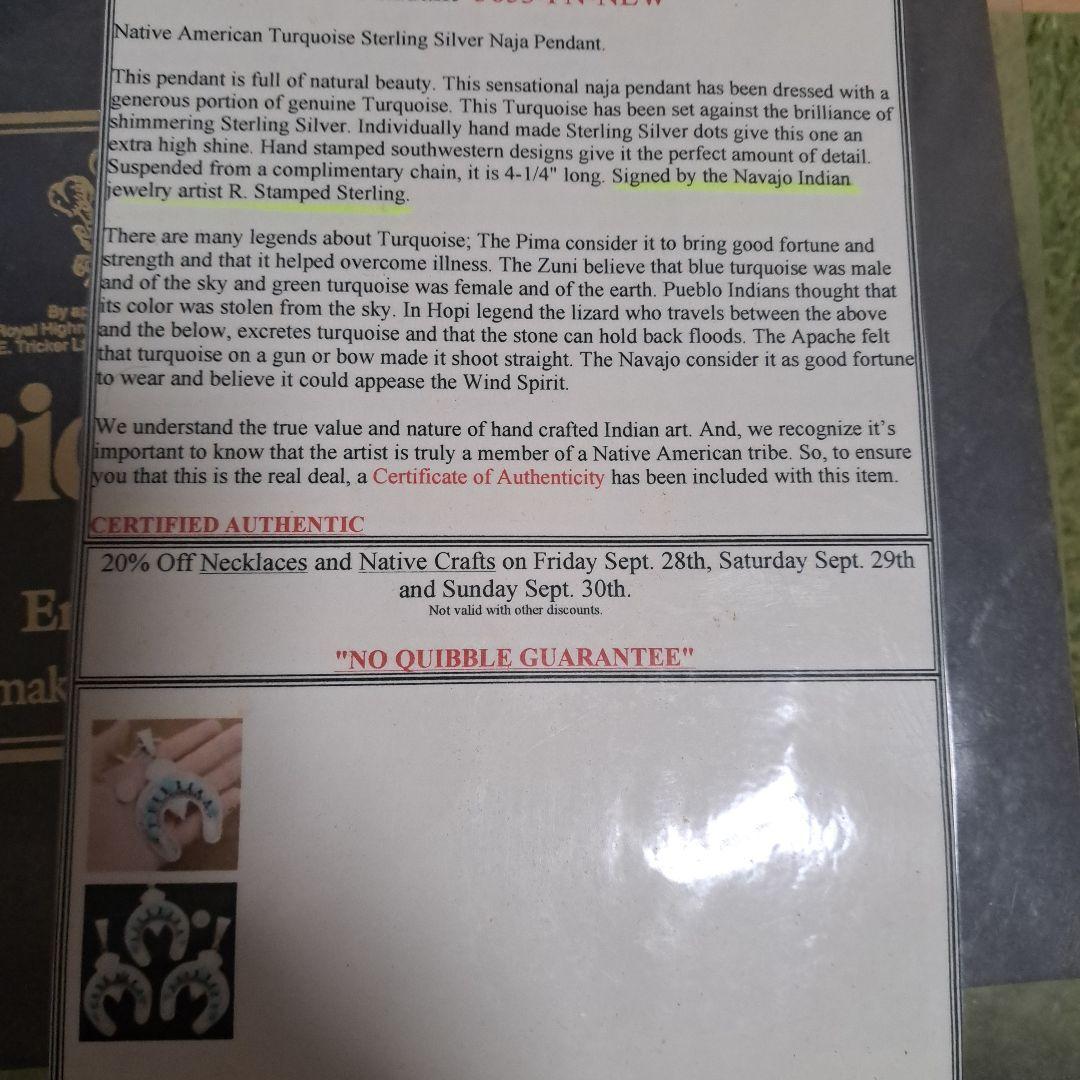 Native American Turquoise Sterling Silver Naja Pendant.
This pendant is full of natural beauty. This sensational naja pendant has been dressed with a
generous portion of genuine Turquoise. This Turquoise has been set against the brilliance of
shimmering Sterling Silver. Individually hand made Sterling Silver dots give this one an
extra high shine. Hand stamped southwestern designs give it the perfect amount of detail.
Suspended from a complimentary chain, it is 4-1/4" long. Signed by the Navajo Indian
jewelry artist R. Stamped Sterling.
There are many legends about Turquoise; The Pima consider it to bring good fortune and
strength and that it helped overcome illness. The Zuni believe that blue turquoise was male
and of the sky and green turquoise was female and of the earth. Pueblo Indians thought that
its color was stolen from the sky. In Hopi legend the lizard who travels between the above
and the below, excretes turquoise and that the stone can hold back floods. The Apache felt
that turquoise on a gun or bow made it shoot straight. The Navajo consider it as good fortune
to wear and believe it could appease the Wind Spirit.
We understand the true value and nature of hand crafted Indian art. And, we recognize it's
important to know that the artist is truly a member of a Native American tribe. So, to ensure
you that this is the real deal, a Certificate of Authenticity has been included with this item.
CERTIFIED AUTHENTIC
20% Off Necklaces and Native Crafts on Friday Sept. 28th, Saturday Sept. 29th
and Sunday Sept. 30th.
Not valid with other discounts.
"NO QUIBBLE GUARANTEE"
By
Royal
E. Tricker